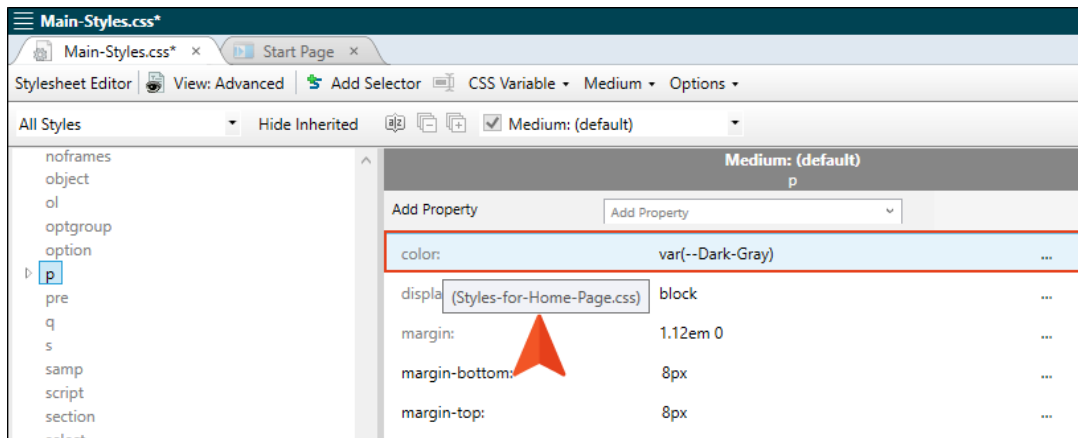 Main-Styles.css*
Main-Styles.css* × Start Page ×
Stylesheet Editor View: Advanced Add Selector CSS Variable Medium Options
All Styles Hide Inherited Medium: (default)
noframes
object
ol
optgroup
option
p
pre
q
s
samp
script
section
Medium: (default)
p
Add Property Add Property
color: var(--Dark-Gray) ...
displa block ...
(Styles-for-Home-Page.css)
margin: 1.12em 0 ...
margin-bottom: 8px ...
margin-top: 8px ...